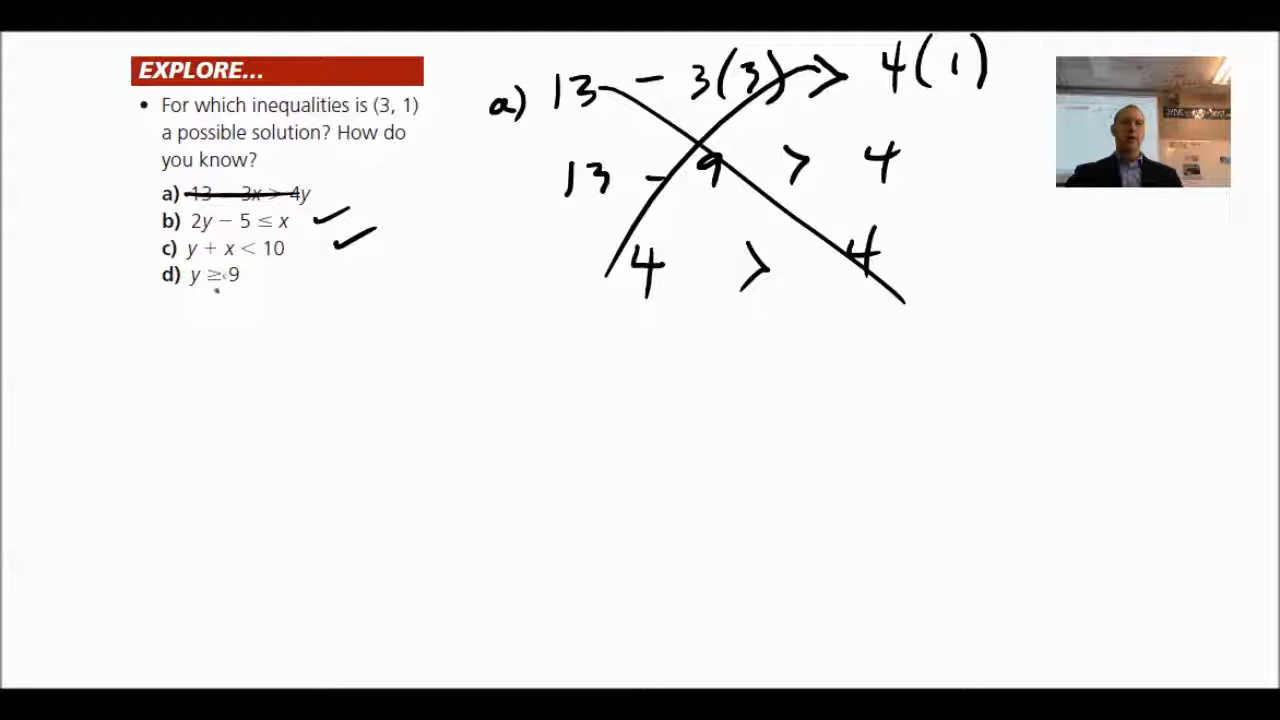 EXPLORE...
• For which inequalities is (3, 1)
a possible solution? How do
you know?
a) 13 − 3x > 4y
b) 2y − 5 ≤ x
c) y + x < 10
d) y ≥ 9
a) 13 - 3(3) > 4(1)
13 - 9 > 4
4 > 4